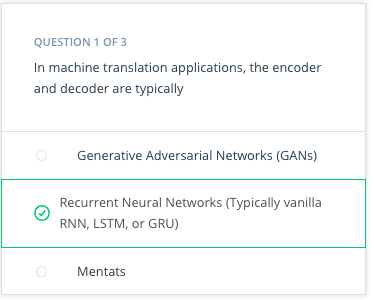 QUESTION 1 OF 3
In machine translation applications, the encoder
and decoder are typically
Generative Adversarial Networks (GANs)
Recurrent Neural Networks (Typically vanilla
RNN, LSTM, or GRU)
Mentats